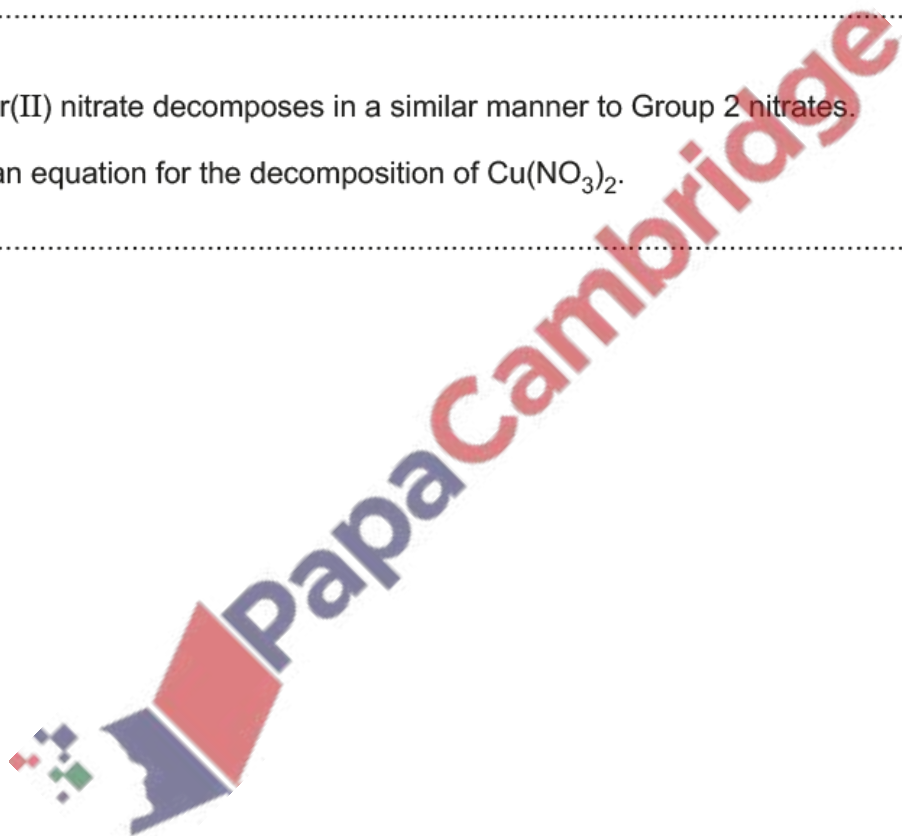 r(II) nitrate decomposes in a similar manner to Group 2 nitrates.
an equation for the decomposition of Cu(NO₃)₂.
PapaCambridge